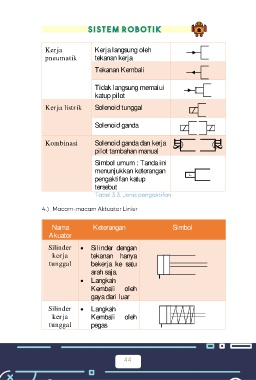 SISTEM ROBOTIK
Kerja pneumatik
Kerja langsung oleh
tekanan kerja
Tekanan Kembali
Tidak langsung memalui
katup pilot
Kerja listrik
Solenoid tunggal
Solenoid ganda
Kombinasi
Solenoid ganda dan kerja
pilot tambahan manual
Simbol umum : Tanda ini
menunjukkan keterangan
pengaktifan katup
tersebut
Tabel 3.3. Jenis pengaktifan
4.). Macam-macam Aktuator Linier
Nama
Akuator
Keterangan
Simbol
Silinder
kerja
tunggal
• Silinder dengan
tekanan hanya
bekerja ke satu
arah saja.
• Langkah
Kembali oleh
gaya dari luar
Silinder
kerja
tunggal
• Langkah
Kembali oleh
pegas
44